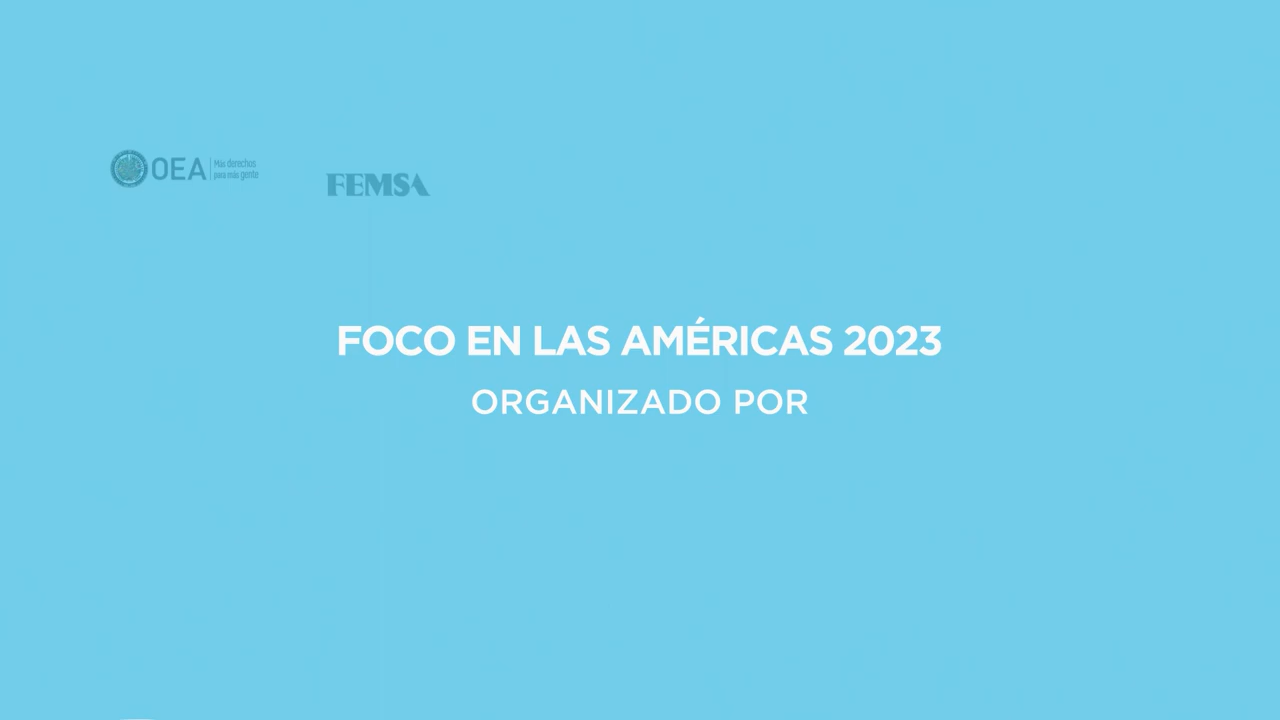 OEA
Más derechos
para más gente
FEMSA
FOCO EN LAS AMÉRICAS 2023
ORGANIZADO POR